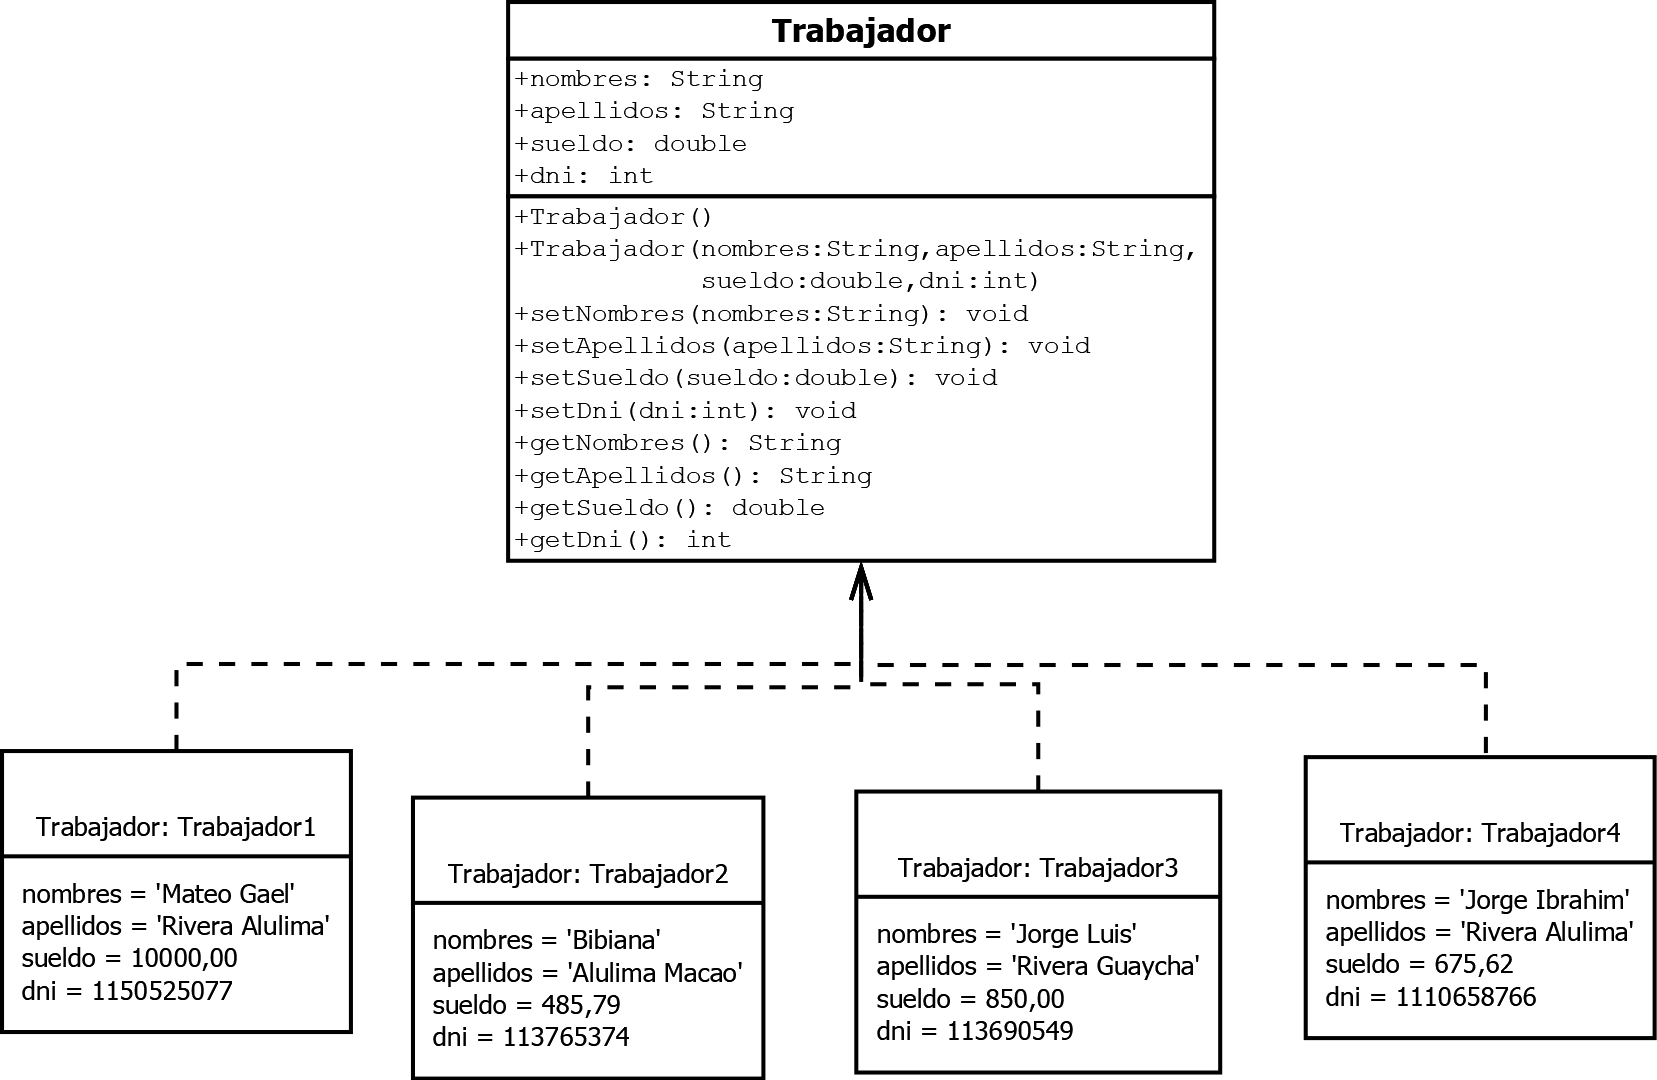 Trabajador
+nombres: String
+apellidos: String
+sueldo: double
+dni: int
+Trabajador()
+Trabajador(nombres:String,apellidos:String,
sueldo:double,dni:int)
+setNombres(nombres:String): void
+setApellidos(apellidos:String): void
+setSueldo(sueldo:double): void
+setDni(dni:int): void
+getNombres(): String
+getApellidos(): String
+getSueldo(): double
+getDni(): int
Trabajador: Trabajador1
nombres = 'Mateo Gael'
apellidos = 'Rivera Alulima'
sueldo = 10000,00
dni = 1150525077
Trabajador: Trabajador2
nombres = 'Bibiana'
apellidos = 'Alulima Macao'
sueldo = 485,79
dni = 113765374
Trabajador: Trabajador3
nombres = 'Jorge Luis'
apellidos = 'Rivera Guaycha'
sueldo = 850,00
dni = 113690549
Trabajador: Trabajador4
nombres = 'Jorge Ibrahim'
apellidos = 'Rivera Alulima'
sueldo = 675,62
dni = 1110658766